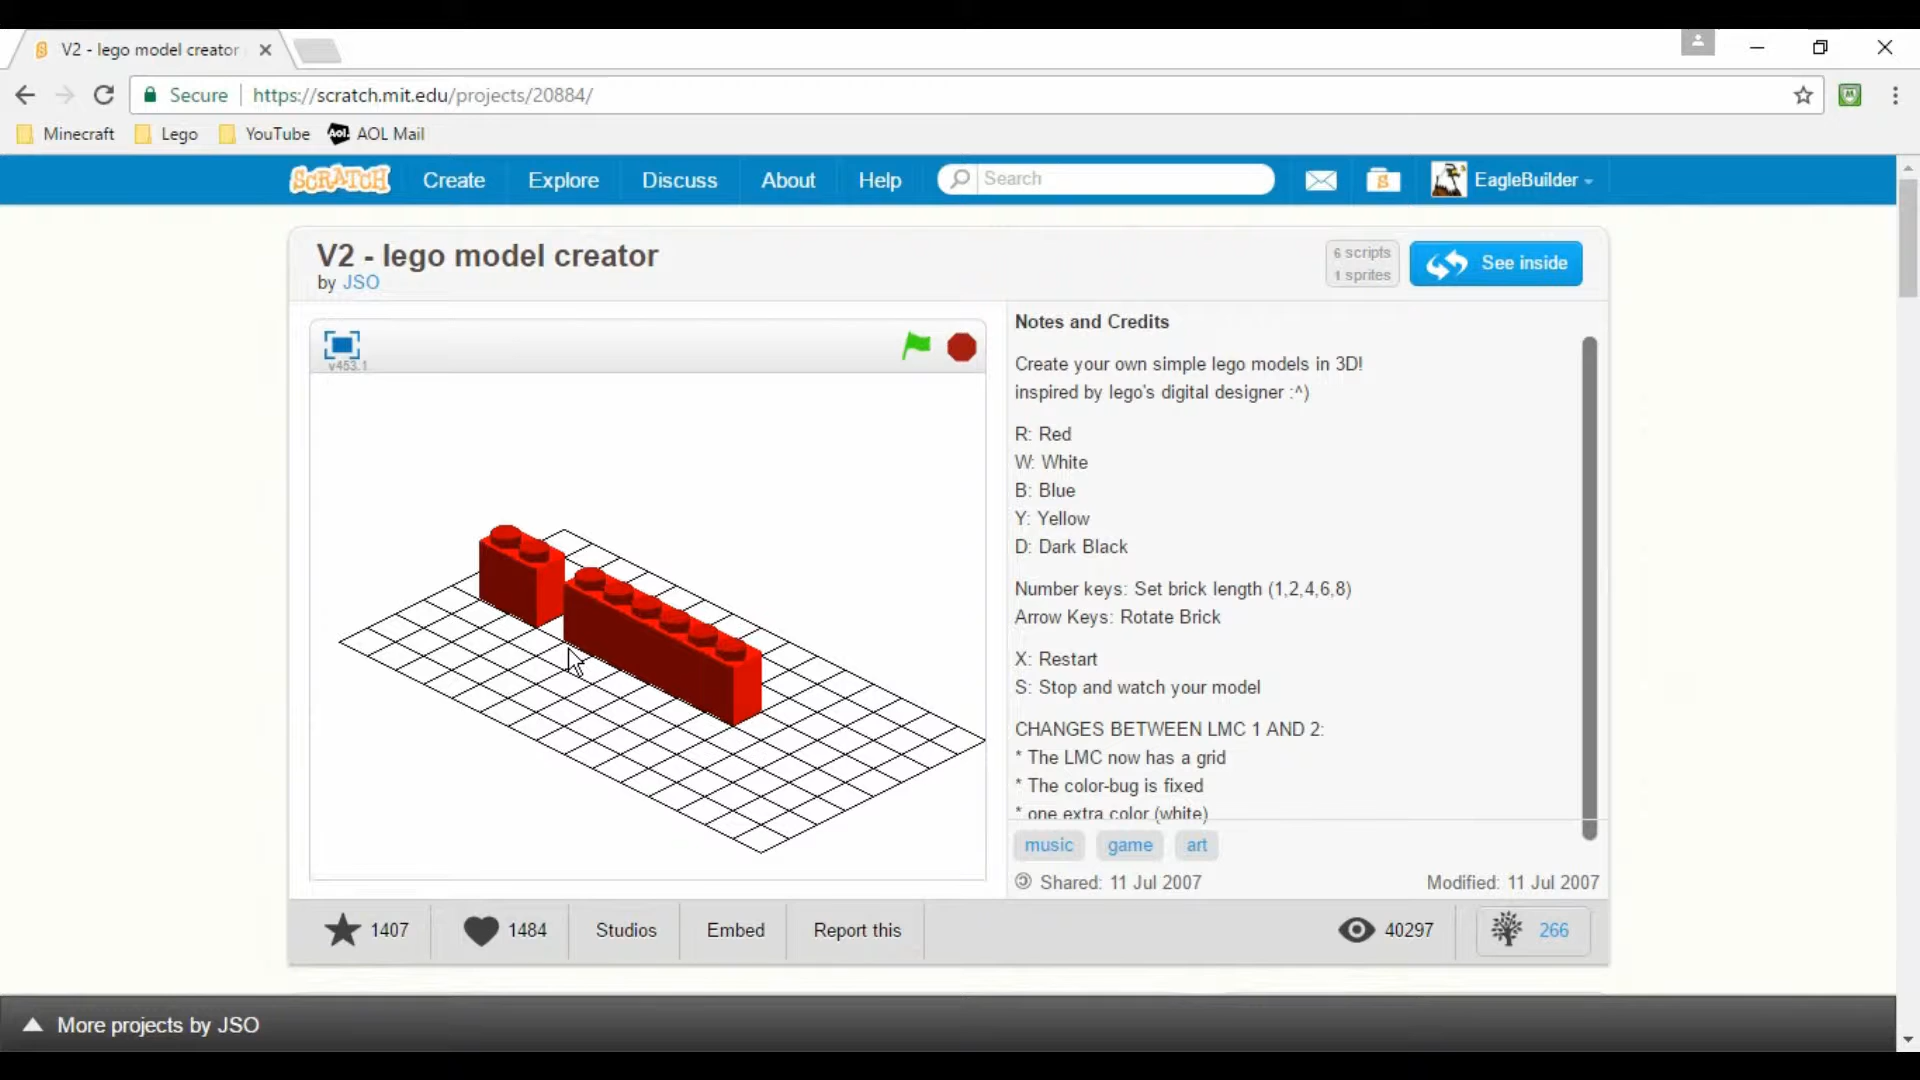 V2 - lego model creator
Secure https://scratch.mit.edu/projects/20884/
Minecraft Lego YouTube Aol. AOL Mail
SCRATCH Create Explore Discuss About Help Search EagleBuilder
V2 - lego model creator
by JSO
6 scripts
1 sprites
See inside
v453.1
Notes and Credits
Create your own simple lego models in 3D!
inspired by lego's digital designer :^)
R: Red
W: White
B: Blue
Y: Yellow
D: Dark Black
Number keys: Set brick length (1,2,4,6,8)
Arrow Keys: Rotate Brick
X: Restart
S: Stop and watch your model
CHANGES BETWEEN LMC 1 AND 2:
* The LMC now has a grid
* The color-bug is fixed
* one extra color (white)
music game art
Shared: 11 Jul 2007 Modified: 11 Jul 2007
1407 1484 Studios Embed Report this 40297 266
More projects by JSO